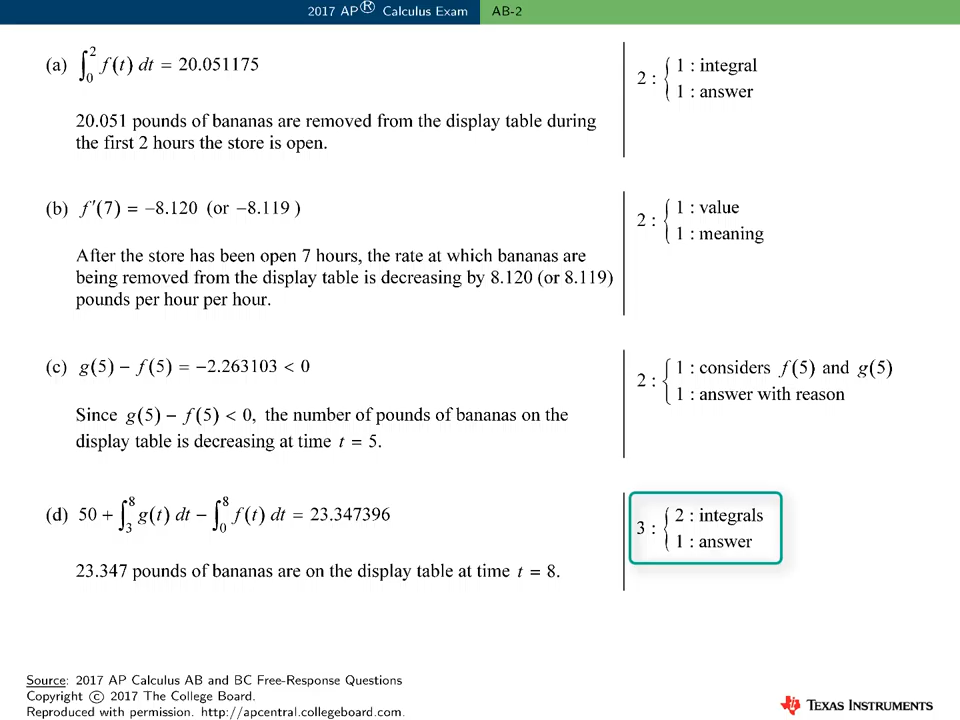 2017 AP® Calculus Exam AB-2
(a) ∫₀² f(t) dt = 20.051175
2 : { 1 : integral
1 : answer
20.051 pounds of bananas are removed from the display table during
the first 2 hours the store is open.
(b) f′(7) = −8.120 (or −8.119 )
2 : { 1 : value
1 : meaning
After the store has been open 7 hours, the rate at which bananas are
being removed from the display table is decreasing by 8.120 (or 8.119)
pounds per hour per hour.
(c) g(5) − f(5) = −2.263103 < 0
2 : { 1 : considers f(5) and g(5)
1 : answer with reason
Since g(5) − f(5) < 0, the number of pounds of bananas on the
display table is decreasing at time t = 5.
(d) 50 + ∫₃⁸ g(t) dt − ∫₀⁸ f(t) dt = 23.347396
3 : { 2 : integrals
1 : answer
23.347 pounds of bananas are on the display table at time t = 8.
Source: 2017 AP Calculus AB and BC Free-Response Questions
Copyright © 2017 The College Board.
Reproduced with permission. http://apcentral.collegeboard.com.
TEXAS INSTRUMENTS